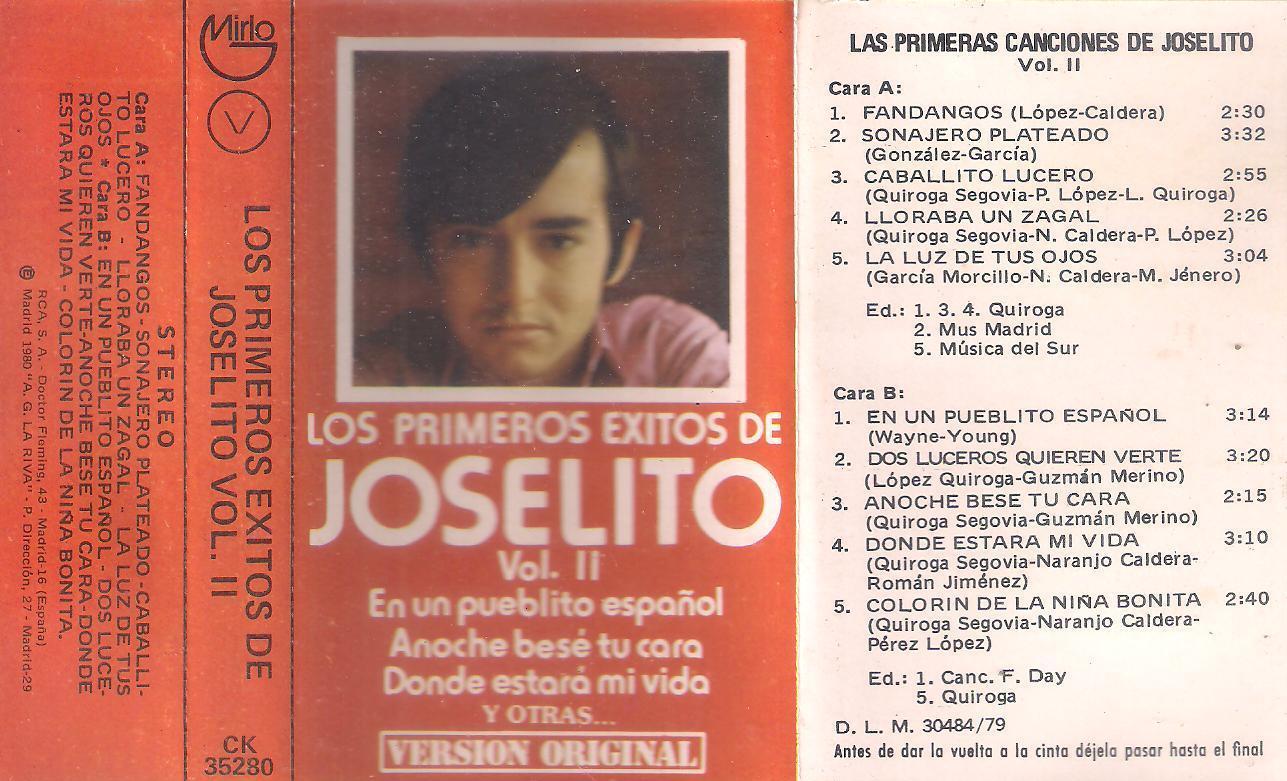 STEREO
Cara A: FANDANGOS - SONAJERO PLATEADO - CABALLI-
TO LUCERO - LLORABA UN ZAGAL - LA LUZ DE TUS
OJOS * Cara B: EN UN PUEBLITO ESPAÑOL - DOS LUCE-
ROS QUIEREN VERTE-ANOCHE BESE TU CARA-DONDE
ESTARA MI VIDA - COLORIN DE LA NIÑA BONITA.
RCA, S. A. - Doctor Fleming, 43 - Madrid-16 (España)
℗ Madrid 1980 "A. G. LA RIVA" - P. Dirección, 27 - Madrid-29
Mirlo
LOS PRIMEROS EXITOS DE
JOSELITO VOL. II
CK
35280
LOS PRIMEROS EXITOS DE
JOSELITO
Vol. II
En un pueblito español
Anoche besé tu cara
Donde estará mi vida
Y OTRAS...
VERSION ORIGINAL
LAS PRIMERAS CANCIONES DE JOSELITO
Vol. II
Cara A:
1. FANDANGOS (López-Caldera) 2:30
2. SONAJERO PLATEADO 3:32
(González-García)
3. CABALLITO LUCERO 2:55
(Quiroga Segovia-P. López-L. Quiroga)
4. LLORABA UN ZAGAL 2:26
(Quiroga Segovia-N. Caldera-P. López)
5. LA LUZ DE TUS OJOS 3:04
(García Morcillo-N. Caldera-M. Jénero)
Ed.: 1. 3. 4. Quiroga
2. Mus Madrid
5. Música del Sur
Cara B:
1. EN UN PUEBLITO ESPAÑOL 3:14
(Wayne-Young)
2. DOS LUCEROS QUIEREN VERTE 3:20
(López Quiroga-Guzmán Merino)
3. ANOCHE BESE TU CARA 2:15
(Quiroga Segovia-Guzmán Merino)
4. DONDE ESTARA MI VIDA 3:10
(Quiroga Segovia-Naranjo Caldera-
Román Jiménez)
5. COLORIN DE LA NIÑA BONITA 2:40
(Quiroga Segovia-Naranjo Caldera-
Pérez López)
Ed.: 1. Canc. F. Day
5. Quiroga
D. L. M. 30484/79
Antes de dar la vuelta a la cinta déjela pasar hasta el final